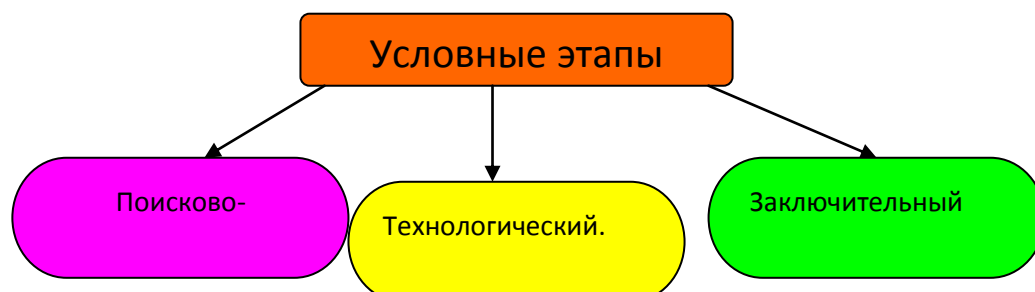 Условные этапы
Поисково-
Технологический.
Заключительный